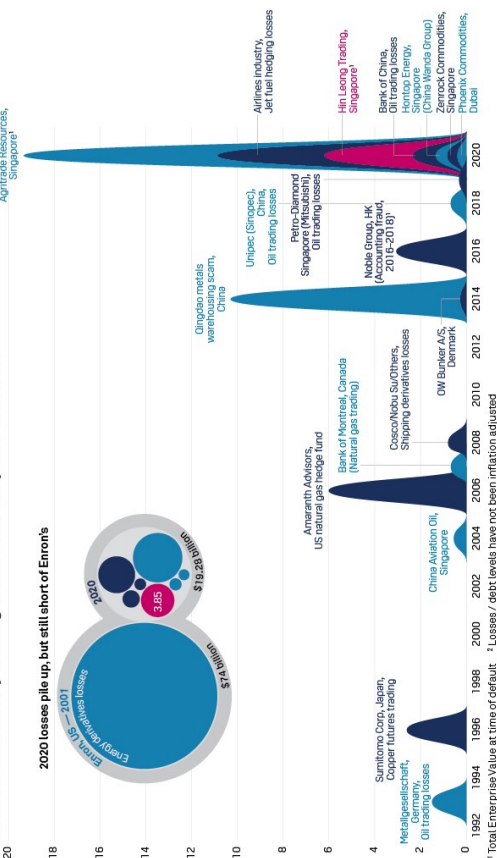 Agritrade Resources,
Singapore¹
20
18
16
14
12
10
8
6
4
2
0
2020 losses pile up, but still short of Enron's
Enron, US — 2001
Energy derivatives losses
$74 billion
2020
3.85
$19.28 billion
Metallgesellschaft,
Germany,
Oil trading losses
Sumitomo Corp, Japan,
Copper futures trading
China Aviation Oil,
Singapore
Amaranth Advisors,
US natural gas hedge fund
Bank of Montreal, Canada
(Natural gas trading)
Cosco/Nobu Su/Others,
Shipping derivatives losses
OW Bunker A/S,
Denmark
Qingdao metals
warehousing scam,
China
Noble Group, HK
(Accounting fraud,
2016–2018)¹
Unipec (Sinopec),
China,
Oil trading losses
Petro-Diamond
Singapore (Mitsubishi),
Oil trading losses
Airlines industry,
Jet fuel hedging losses
Hin Leong Trading,
Singapore¹
Bank of China,
Oil trading losses
Hontop Energy,
Singapore
(China Wanda Group)
Zenrock Commodities,
Singapore
Phoenix Commodities,
Dubai
1992
1994
1996
1998
2000
2002
2004
2006
2008
2010
2012
2014
2016
2018
2020
Total Enterprise Value at time of default ² Losses / debt levels have not been inflation adjusted